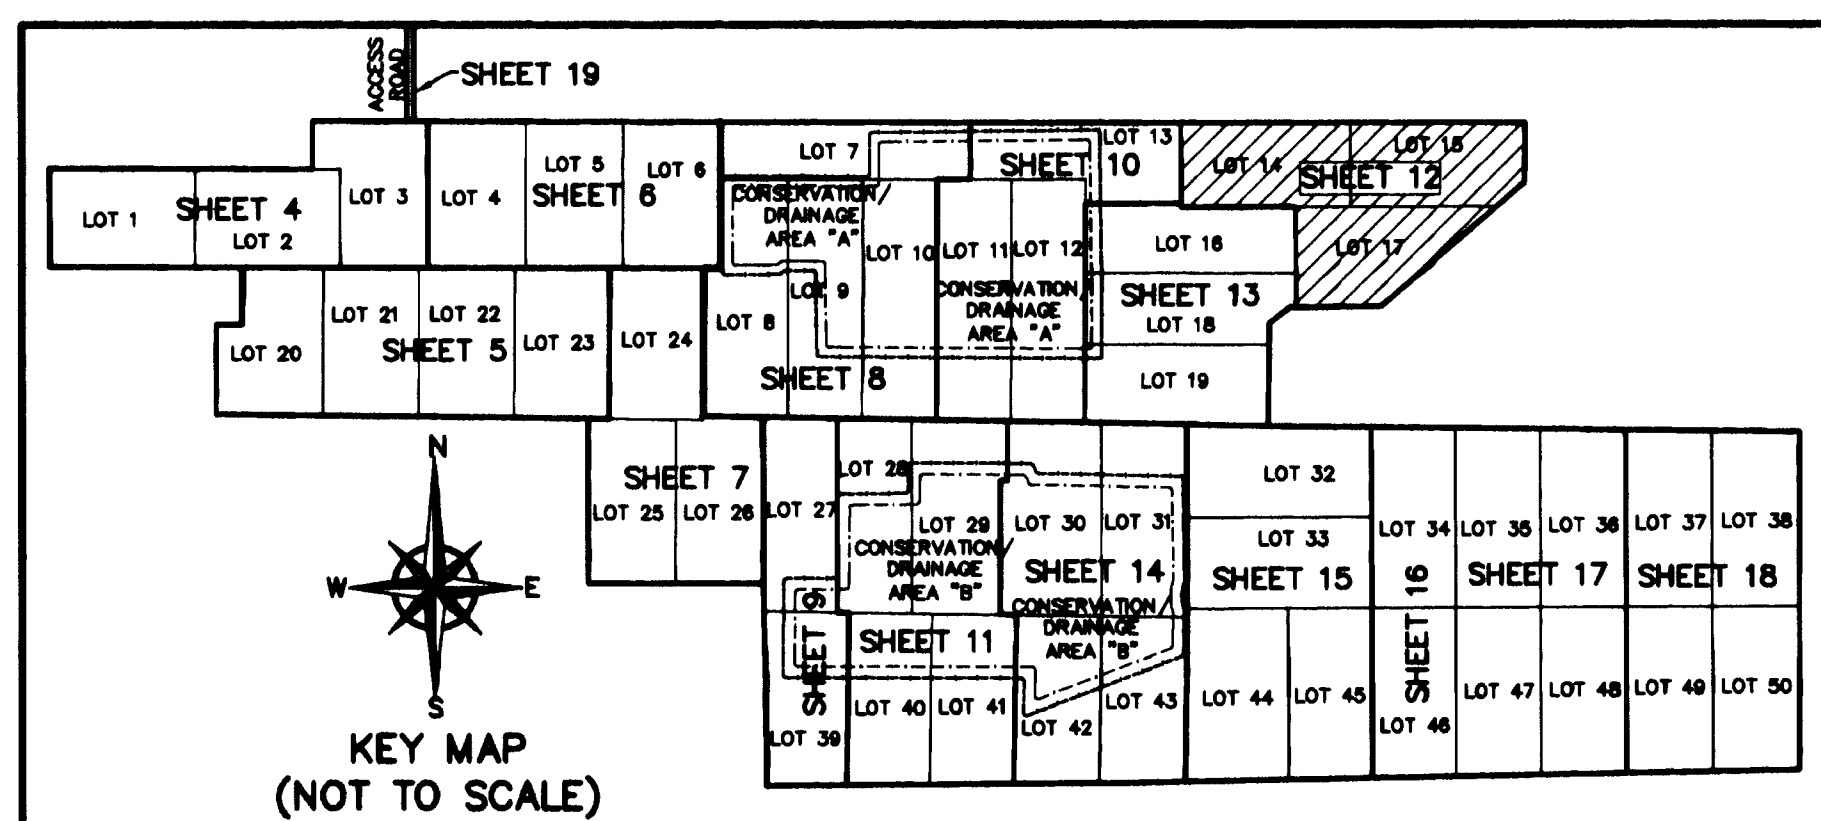 ACCESS
ROAD
SHEET 19
LOT 1
SHEET 4
LOT 2
LOT 3
LOT 4
LOT 5
SHEET 6
LOT 6
LOT 7
CONSERVATION/
DRAINAGE
AREA "A"
LOT 8
LOT 9
LOT 10
SHEET 8
LOT 11
LOT 12
CONSERVATION/
DRAINAGE
AREA "A"
LOT 13
SHEET 10
LOT 14
LOT 15
SHEET 12
LOT 17
LOT 16
SHEET 13
LOT 18
LOT 19
LOT 20
LOT 21
LOT 22
SHEET 5
LOT 23
LOT 24
SHEET 7
LOT 25
LOT 26
LOT 27
LOT 28
LOT 29
CONSERVATION/
DRAINAGE
AREA "B"
LOT 30
LOT 31
SHEET 14
CONSERVATION/
DRAINAGE
AREA "B"
LOT 32
LOT 33
SHEET 15
LOT 34
LOT 35
LOT 36
LOT 37
LOT 38
SHEET 16
SHEET 17
SHEET 18
SHEET 9
SHEET 11
LOT 39
LOT 40
LOT 41
LOT 42
LOT 43
LOT 44
LOT 45
LOT 46
LOT 47
LOT 48
LOT 49
LOT 50
N
W
E
S
KEY MAP
(NOT TO SCALE)